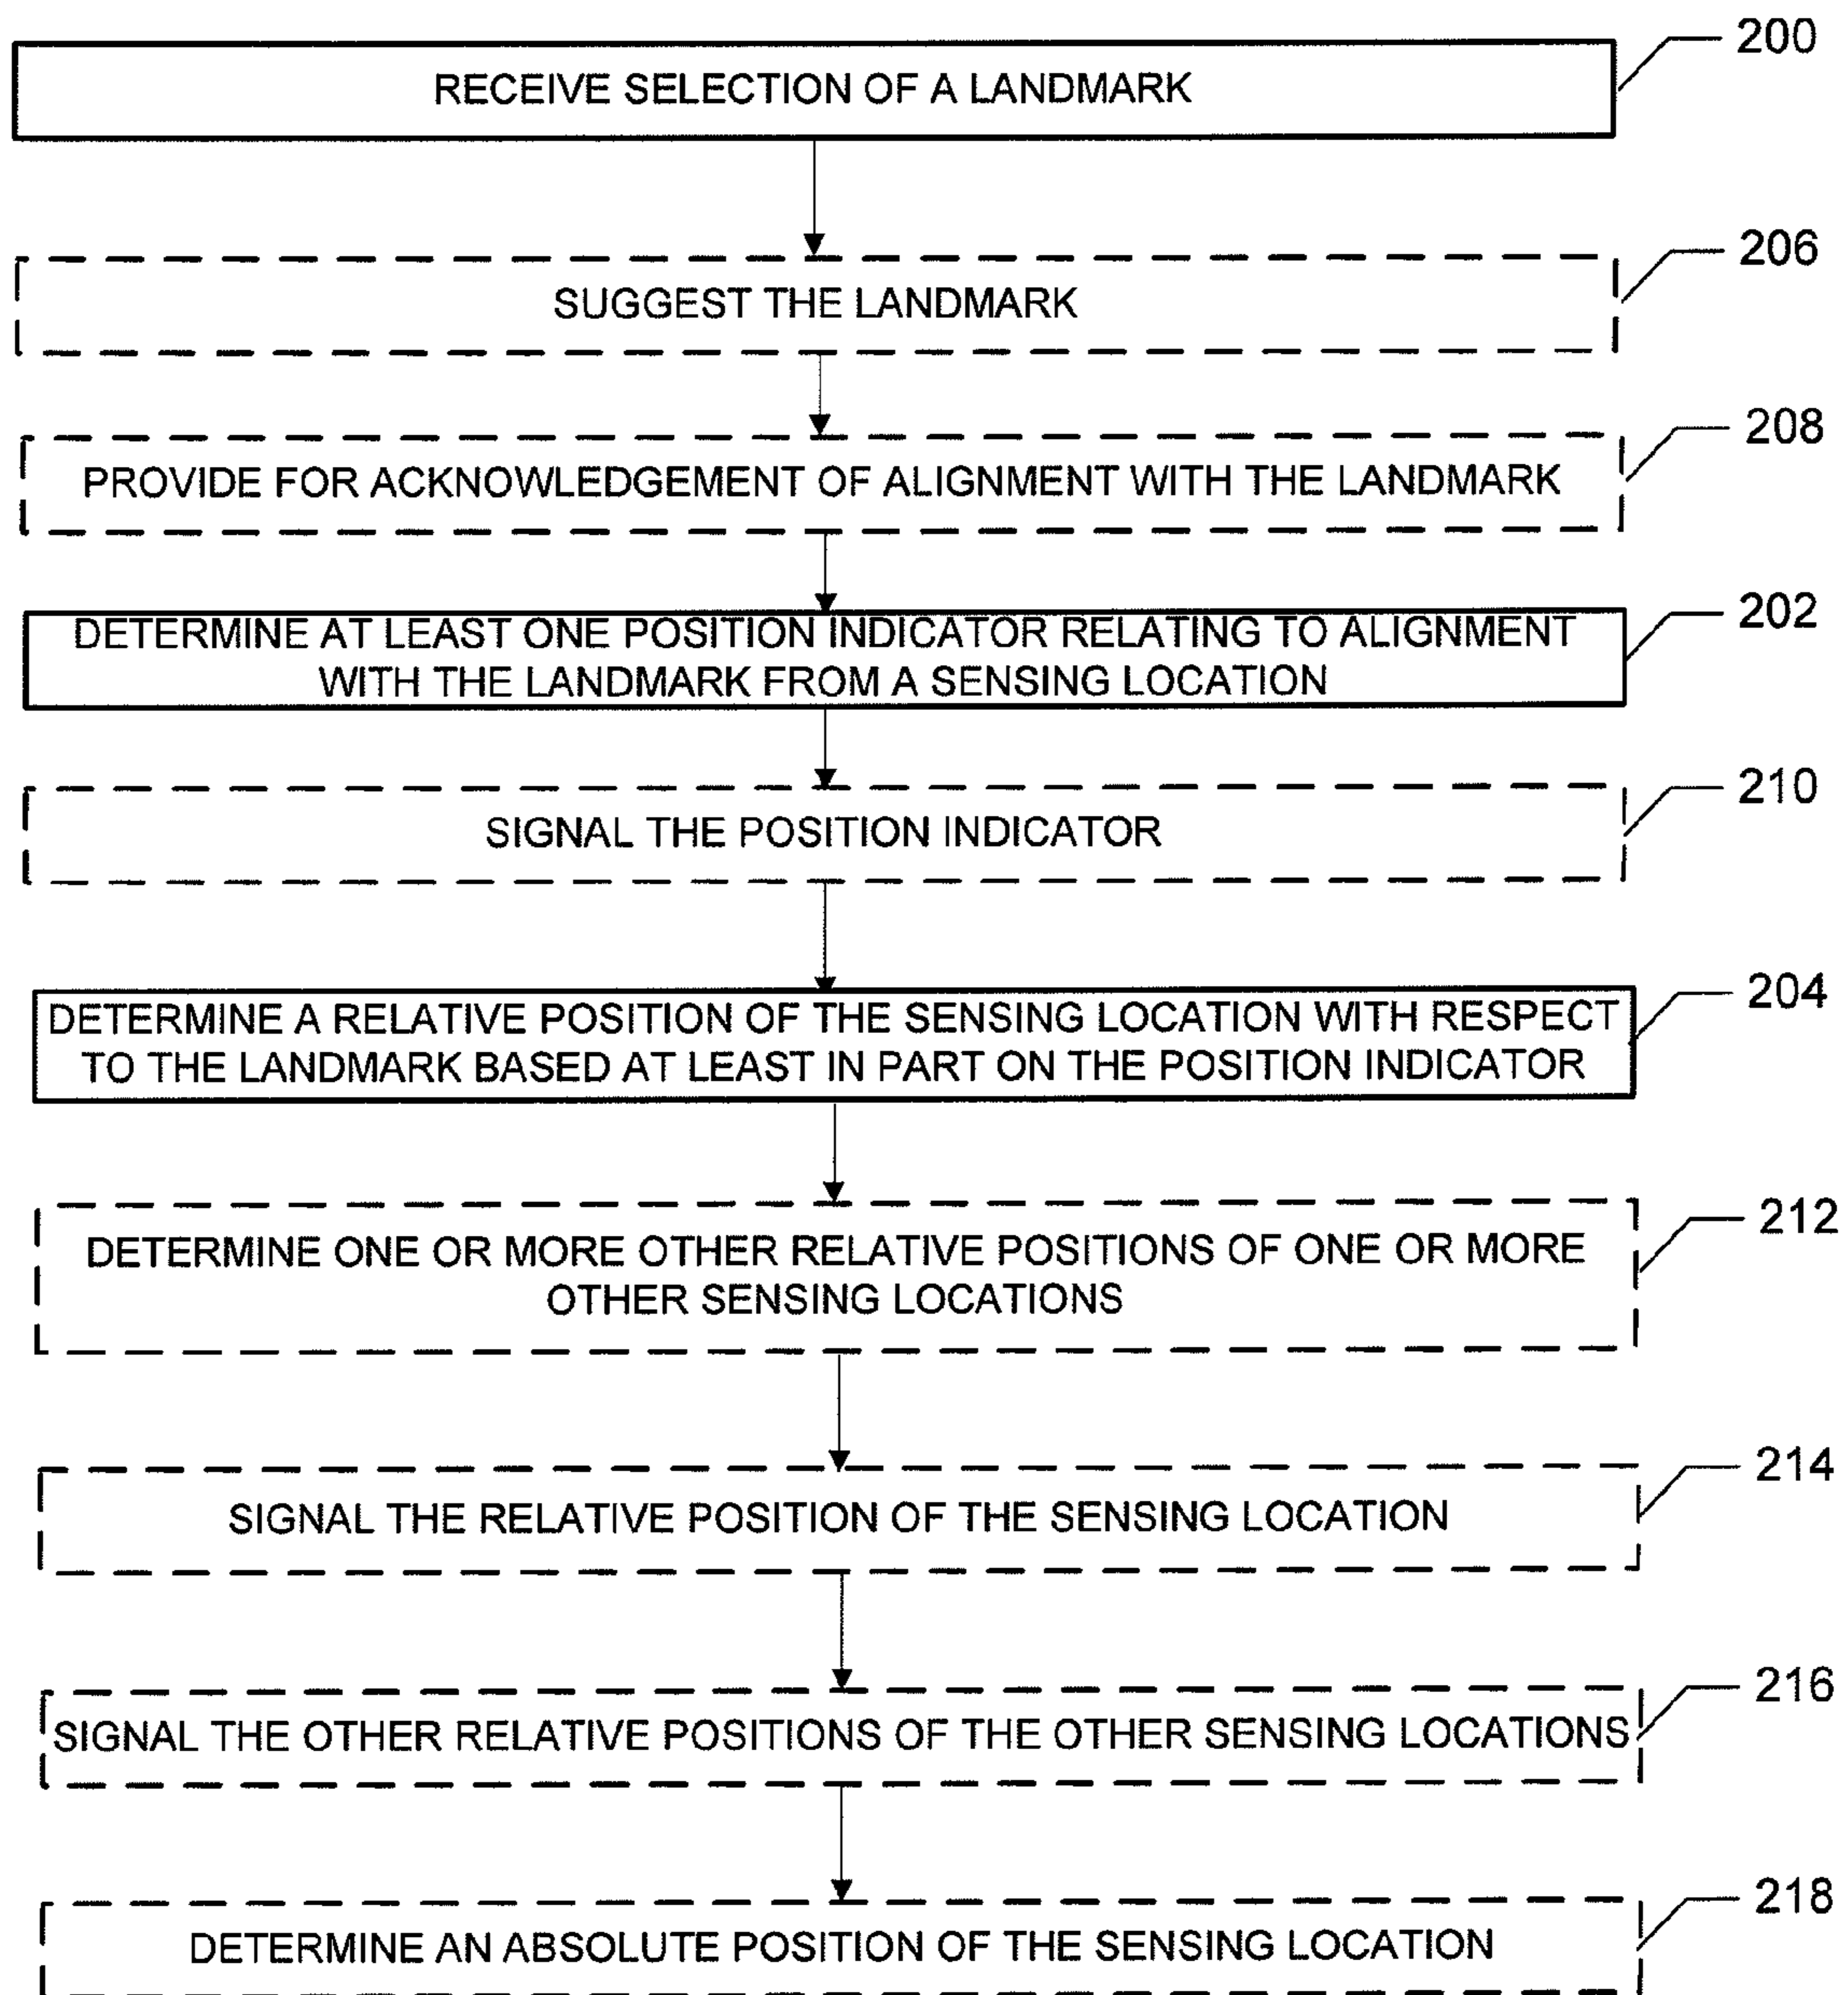 200
RECEIVE SELECTION OF A LANDMARK
206
SUGGEST THE LANDMARK
208
PROVIDE FOR ACKNOWLEDGEMENT OF ALIGNMENT WITH THE LANDMARK
202
DETERMINE AT LEAST ONE POSITION INDICATOR RELATING TO ALIGNMENT
WITH THE LANDMARK FROM A SENSING LOCATION
210
SIGNAL THE POSITION INDICATOR
204
DETERMINE A RELATIVE POSITION OF THE SENSING LOCATION WITH RESPECT
TO THE LANDMARK BASED AT LEAST IN PART ON THE POSITION INDICATOR
212
DETERMINE ONE OR MORE OTHER RELATIVE POSITIONS OF ONE OR MORE
OTHER SENSING LOCATIONS
214
SIGNAL THE RELATIVE POSITION OF THE SENSING LOCATION
216
SIGNAL THE OTHER RELATIVE POSITIONS OF THE OTHER SENSING LOCATIONS
218
DETERMINE AN ABSOLUTE POSITION OF THE SENSING LOCATION